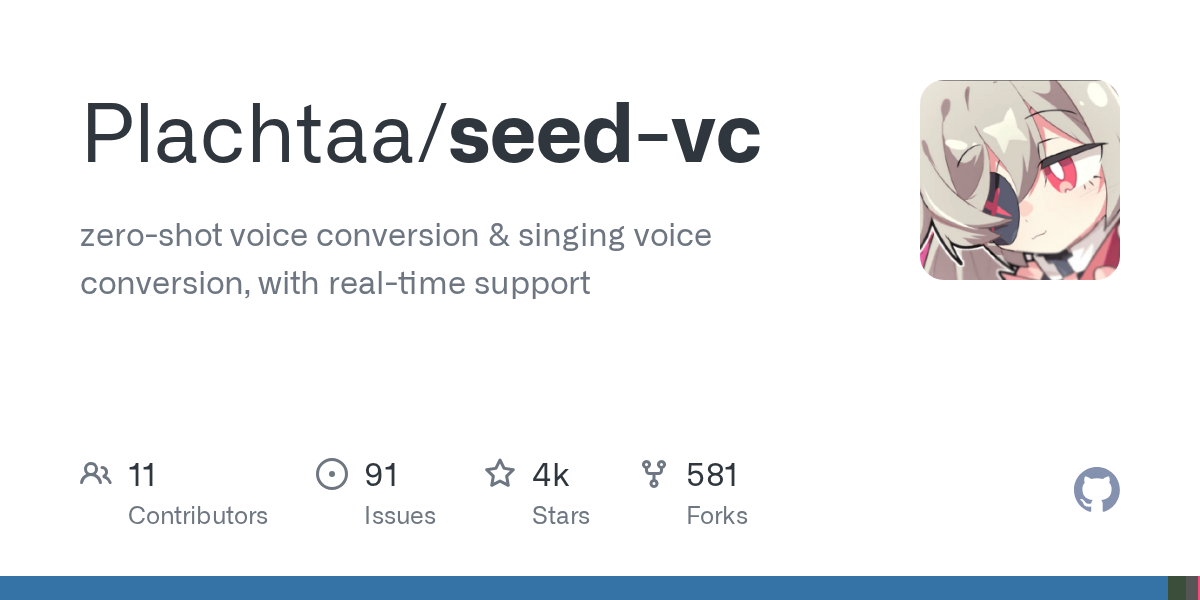 Plachtaa/seed-vc
zero-shot voice conversion & singing voice
conversion, with real-time support
11
Contributors
91
Issues
4k
Stars
581
Forks